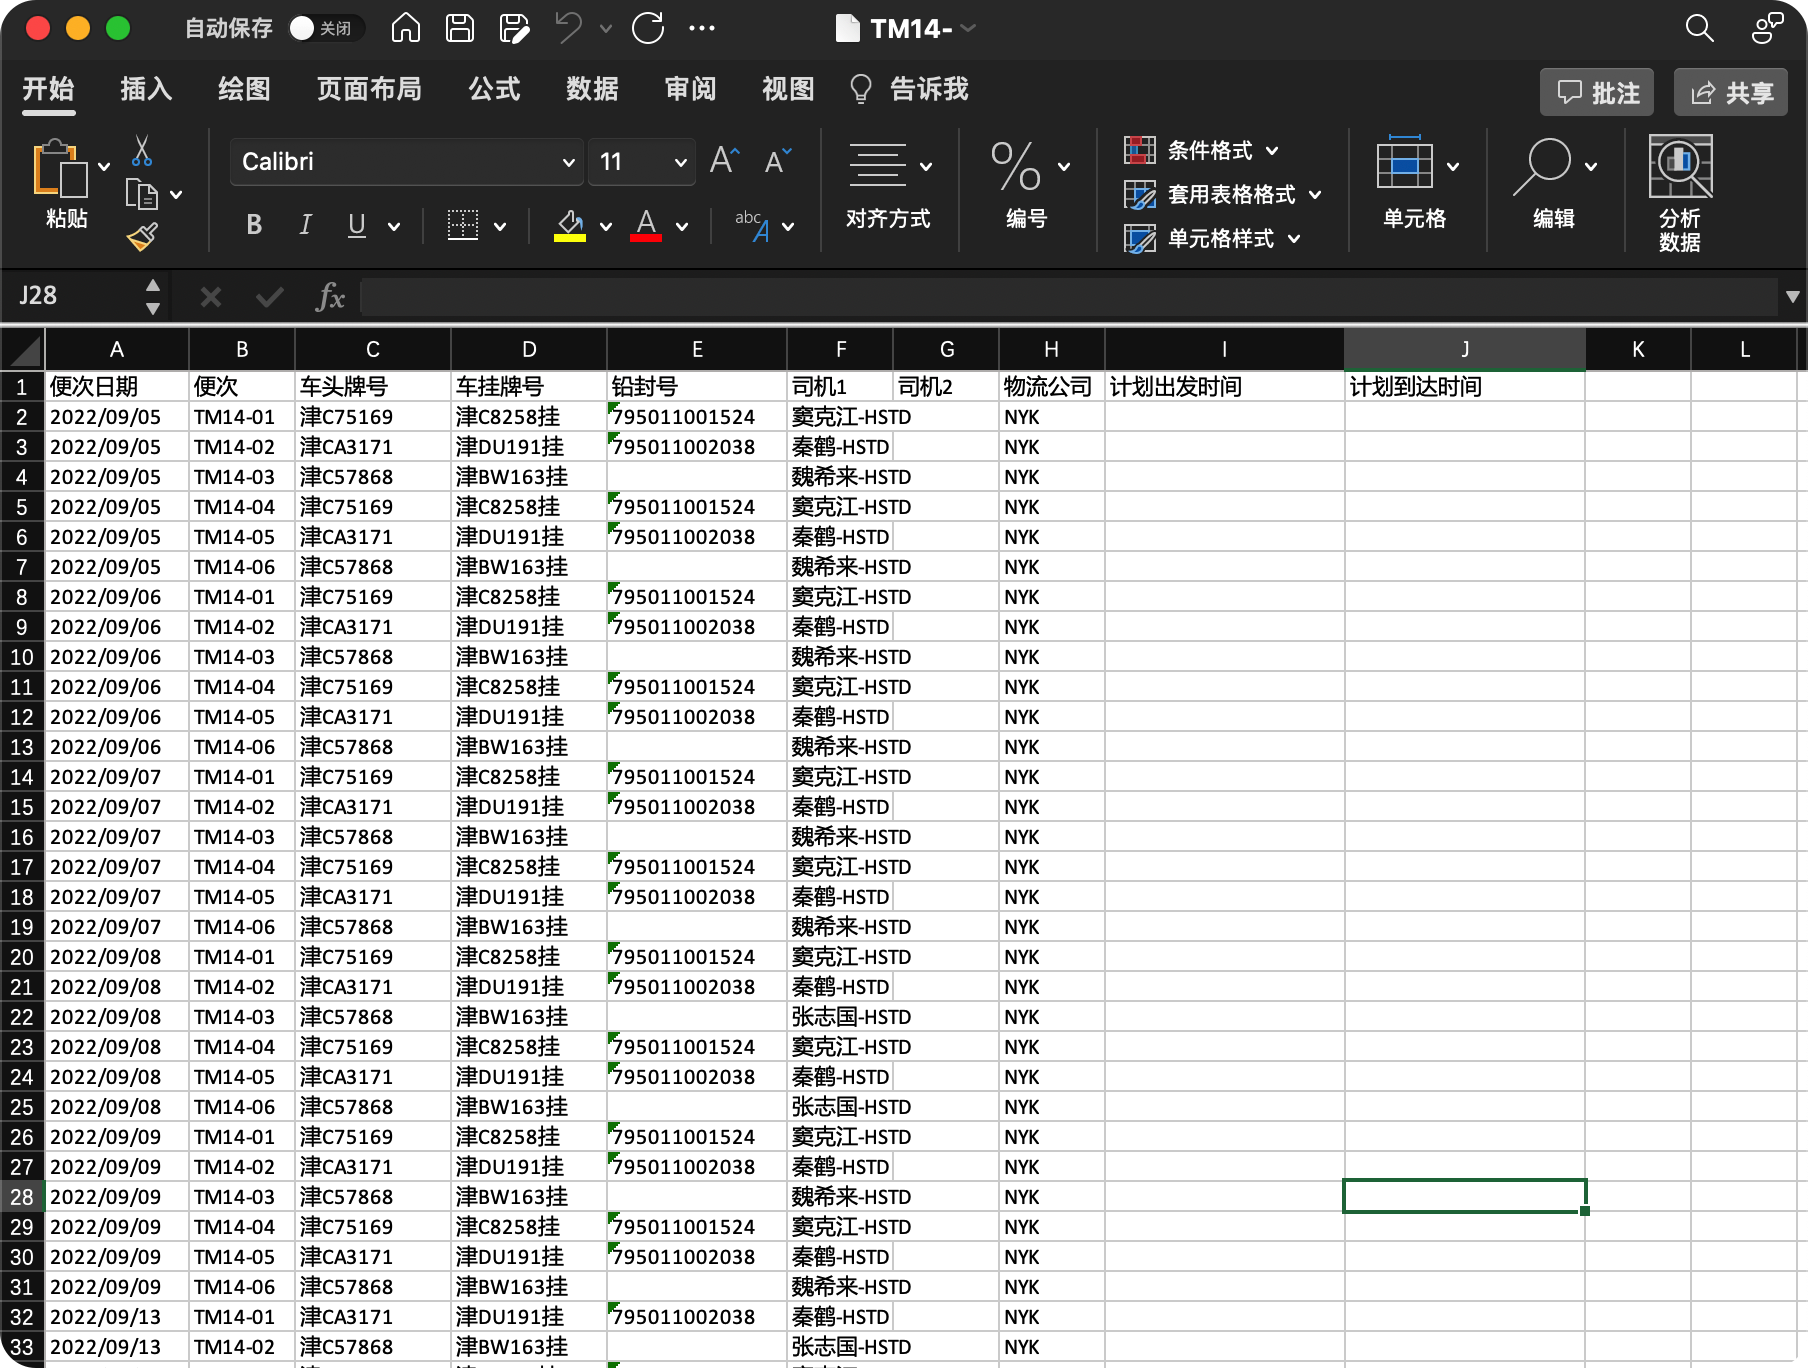 自动保存 关闭 TM14-
开始 插入 绘图 页面布局 公式 数据 审阅 视图 告诉我 批注 共享
粘贴 Calibri 11 A A 对齐方式 % 编号 条件格式 套用表格格式 单元格样式 单元格 编辑 分析数据
B I U A abc A
J28 fx
A B C D E F G H I J K L
1 便次日期 便次 车头牌号 车挂牌号 铅封号 司机1 司机2 物流公司 计划出发时间 计划到达时间
2 2022/09/05 TM14-01 津C75169 津C8258挂 795011001524 窦克江-HSTD NYK
3 2022/09/05 TM14-02 津CA3171 津DU191挂 795011002038 秦鹤-HSTD NYK
4 2022/09/05 TM14-03 津C57868 津BW163挂 魏希来-HSTD NYK
5 2022/09/05 TM14-04 津C75169 津C8258挂 795011001524 窦克江-HSTD NYK
6 2022/09/05 TM14-05 津CA3171 津DU191挂 795011002038 秦鹤-HSTD NYK
7 2022/09/05 TM14-06 津C57868 津BW163挂 魏希来-HSTD NYK
8 2022/09/06 TM14-01 津C75169 津C8258挂 795011001524 窦克江-HSTD NYK
9 2022/09/06 TM14-02 津CA3171 津DU191挂 795011002038 秦鹤-HSTD NYK
10 2022/09/06 TM14-03 津C57868 津BW163挂 魏希来-HSTD NYK
11 2022/09/06 TM14-04 津C75169 津C8258挂 795011001524 窦克江-HSTD NYK
12 2022/09/06 TM14-05 津CA3171 津DU191挂 795011002038 秦鹤-HSTD NYK
13 2022/09/06 TM14-06 津C57868 津BW163挂 魏希来-HSTD NYK
14 2022/09/07 TM14-01 津C75169 津C8258挂 795011001524 窦克江-HSTD NYK
15 2022/09/07 TM14-02 津CA3171 津DU191挂 795011002038 秦鹤-HSTD NYK
16 2022/09/07 TM14-03 津C57868 津BW163挂 魏希来-HSTD NYK
17 2022/09/07 TM14-04 津C75169 津C8258挂 795011001524 窦克江-HSTD NYK
18 2022/09/07 TM14-05 津CA3171 津DU191挂 795011002038 秦鹤-HSTD NYK
19 2022/09/07 TM14-06 津C57868 津BW163挂 魏希来-HSTD NYK
20 2022/09/08 TM14-01 津C75169 津C8258挂 795011001524 窦克江-HSTD NYK
21 2022/09/08 TM14-02 津CA3171 津DU191挂 795011002038 秦鹤-HSTD NYK
22 2022/09/08 TM14-03 津C57868 津BW163挂 张志国-HSTD NYK
23 2022/09/08 TM14-04 津C75169 津C8258挂 795011001524 窦克江-HSTD NYK
24 2022/09/08 TM14-05 津CA3171 津DU191挂 795011002038 秦鹤-HSTD NYK
25 2022/09/08 TM14-06 津C57868 津BW163挂 张志国-HSTD NYK
26 2022/09/09 TM14-01 津C75169 津C8258挂 795011001524 窦克江-HSTD NYK
27 2022/09/09 TM14-02 津CA3171 津DU191挂 795011002038 秦鹤-HSTD NYK
28 2022/09/09 TM14-03 津C57868 津BW163挂 魏希来-HSTD NYK
29 2022/09/09 TM14-04 津C75169 津C8258挂 795011001524 窦克江-HSTD NYK
30 2022/09/09 TM14-05 津CA3171 津DU191挂 795011002038 秦鹤-HSTD NYK
31 2022/09/09 TM14-06 津C57868 津BW163挂 魏希来-HSTD NYK
32 2022/09/13 TM14-01 津CA3171 津DU191挂 795011002038 秦鹤-HSTD NYK
33 2022/09/13 TM14-02 津C57868 津BW163挂 张志国-HSTD NYK